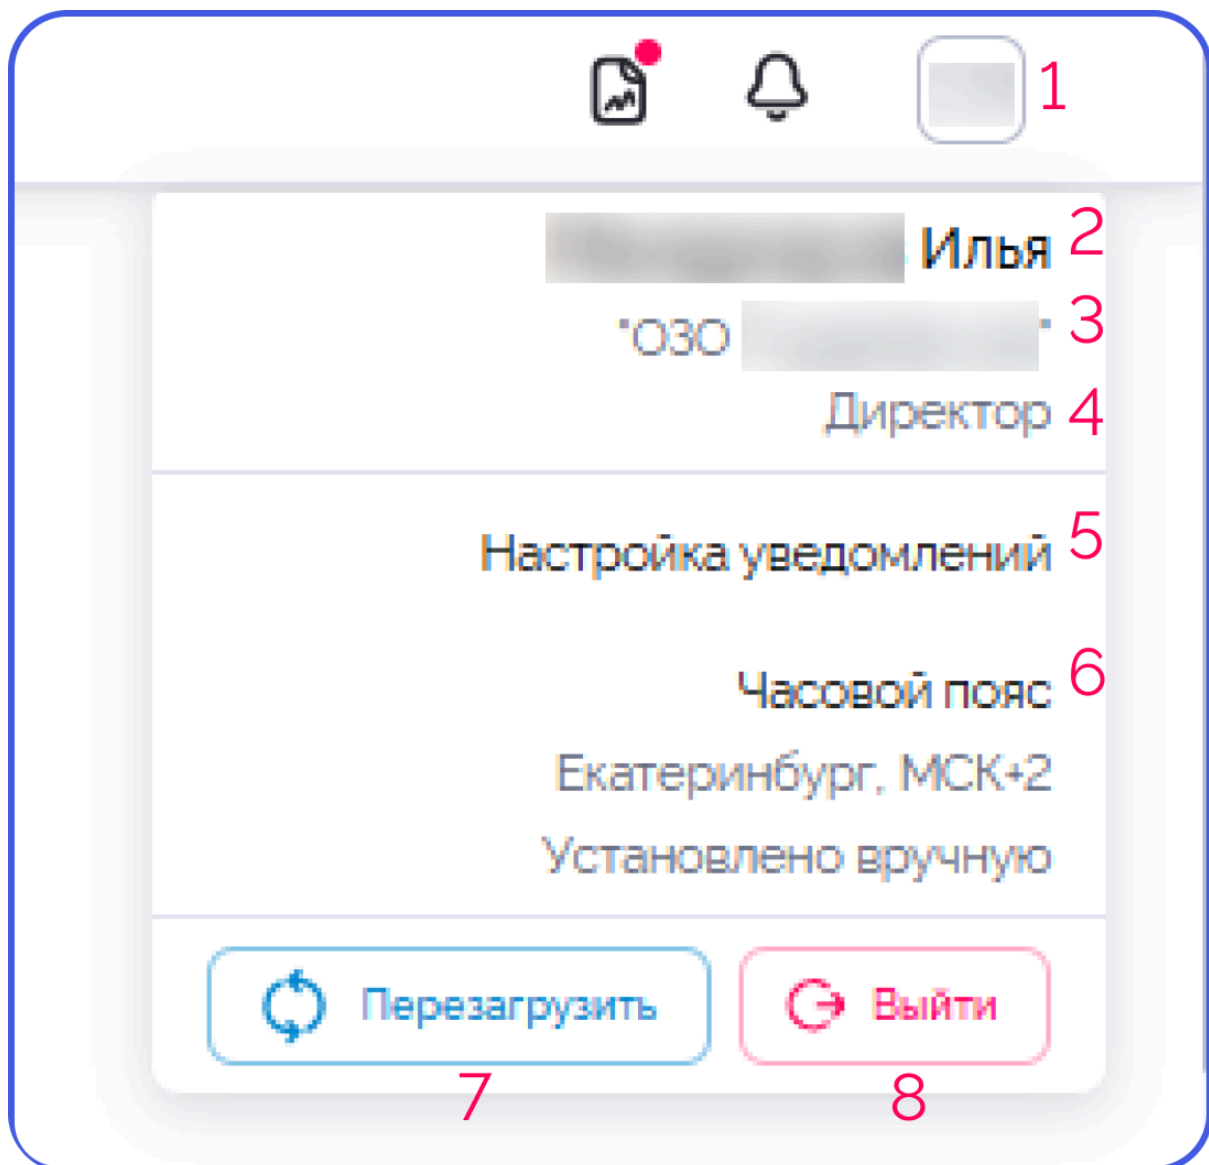 1
Илья 2
"ОЗО " 3
Директор 4
Настройка уведомлений 5
Часовой пояс 6
Екатеринбург, МСК+2
Установлено вручную
Перезагрузить Выйти
7 8